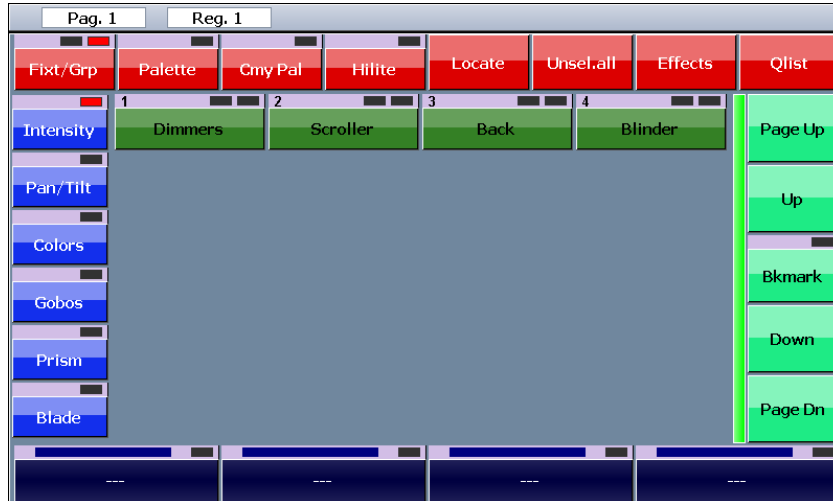 Pag. 1 Reg. 1
Fixt/Grp Palette Cmy Pal Hilite Locate Unsel.all Effects Qlist
1 2 3 4
Intensity Dimmers Scroller Back Blinder Page Up
Pan/Tilt Up
Colors
Bkmark
Gobos
Down
Prism
Page Dn
Blade
--- --- --- ---